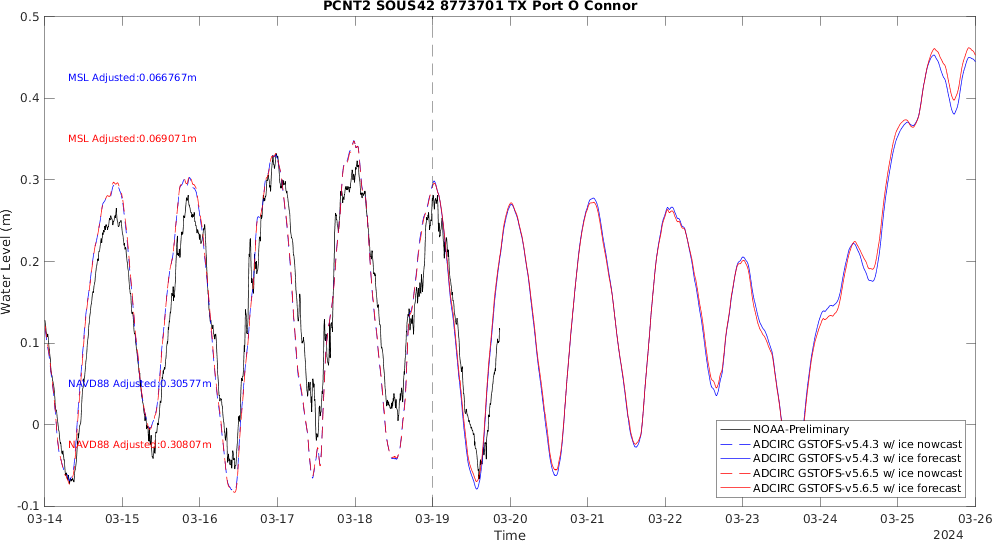 PCNT2 SOUS42 8773701 TX Port O Connor
0.5
0.4
0.3
0.2
0.1
0
-0.1
Water Level (m)
MSL Adjusted:0.066767m
MSL Adjusted:0.069071m
NAVD88 Adjusted:0.30577m
NAVD88 Adjusted:0.30807m
NOAA-Preliminary
ADCIRC GSTOFS-v5.4.3 w/ ice nowcast
ADCIRC GSTOFS-v5.4.3 w/ ice forecast
ADCIRC GSTOFS-v5.6.5 w/ ice nowcast
ADCIRC GSTOFS-v5.6.5 w/ ice forecast
03-14 03-15 03-16 03-17 03-18 03-19 03-20 03-21 03-22 03-23 03-24 03-25 03-26
Time
2024